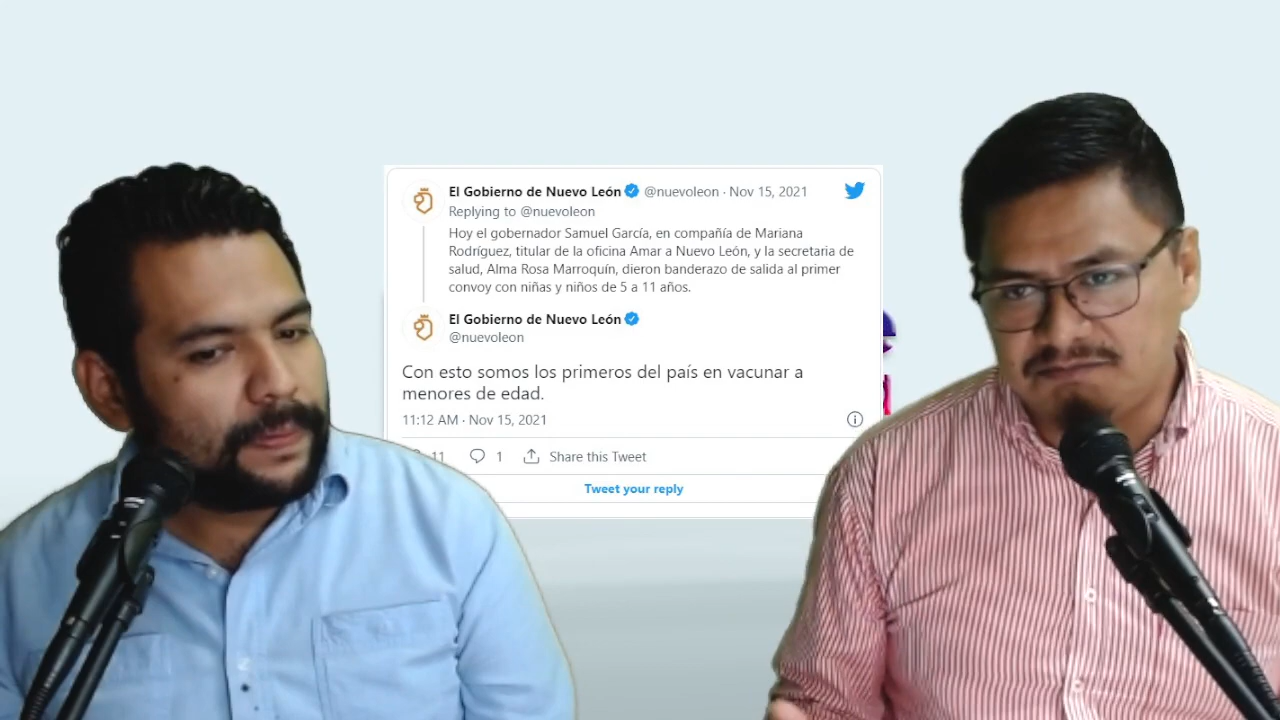 El Gobierno de Nuevo León @nuevoleon · Nov 15, 2021
Replying to @nuevoleon
Hoy el gobernador Samuel García, en compañía de Mariana
Rodríguez, titular de la oficina Amar a Nuevo León, y la secretaria de
salud, Alma Rosa Marroquín, dieron banderazo de salida al primer
convoy con niñas y niños de 5 a 11 años.
El Gobierno de Nuevo León
@nuevoleon
Con esto somos los primeros del país en vacunar a
menores de edad.
11:12 AM · Nov 15, 2021
11 1 Share this Tweet
Tweet your reply